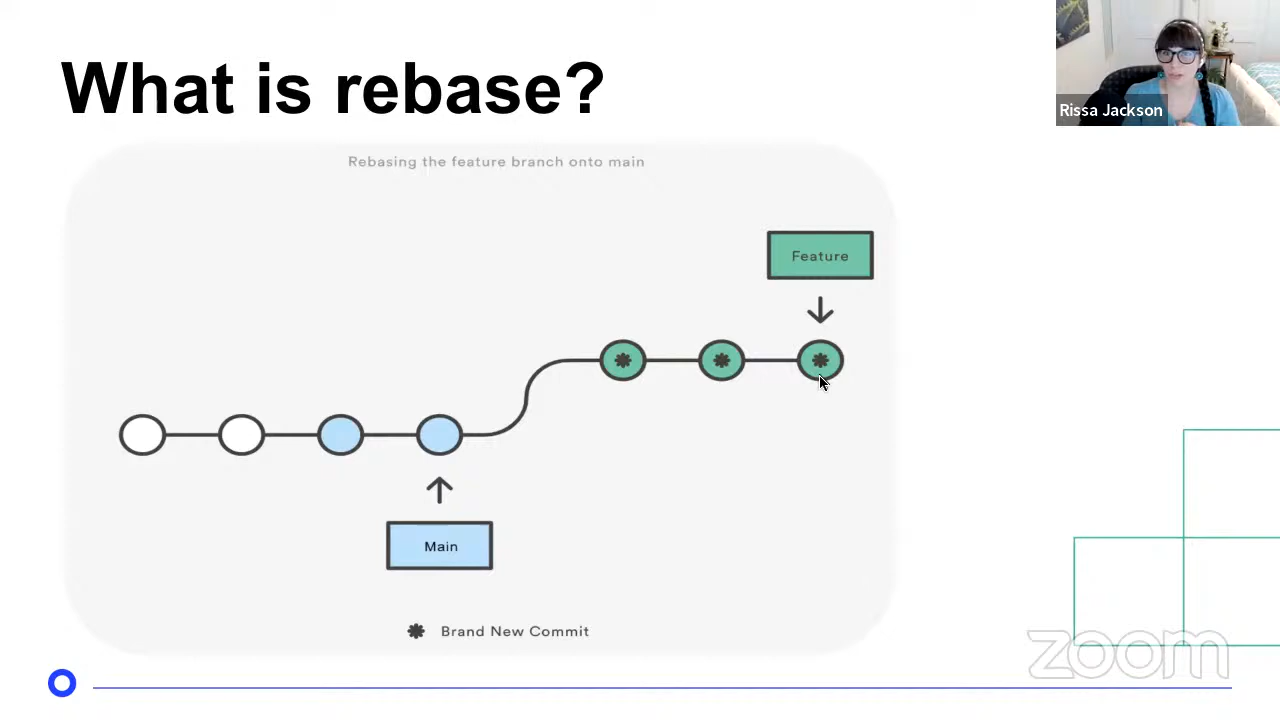 What is rebase?
Rissa Jackson
Rebasing the feature branch onto main
Feature
Main
Brand New Commit
zoom